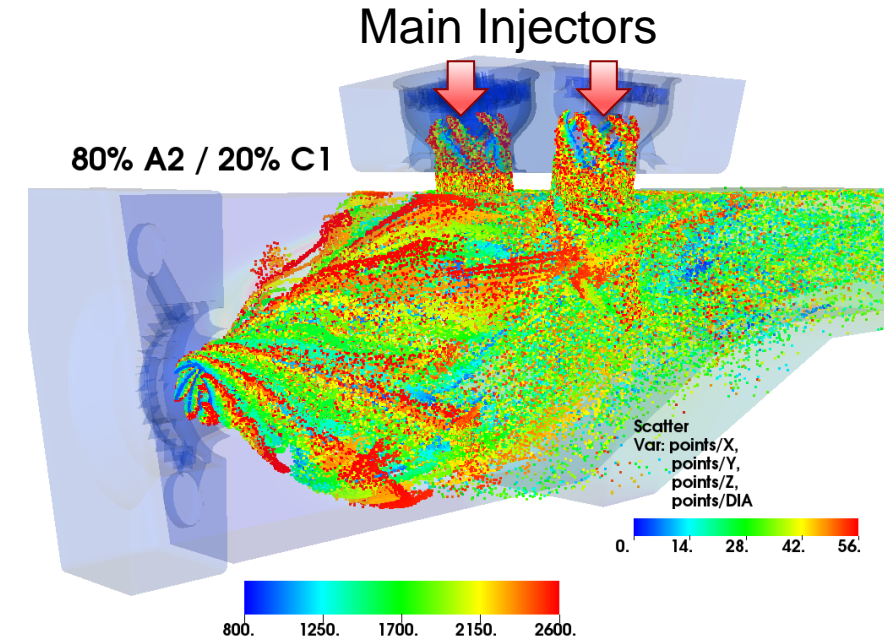 Main Injectors
80% A2 / 20% C1
Scatter
Var: points/X,
points/Y,
points/Z,
points/DIA
0. 14. 28. 42. 56.
800. 1250. 1700. 2150. 2600.